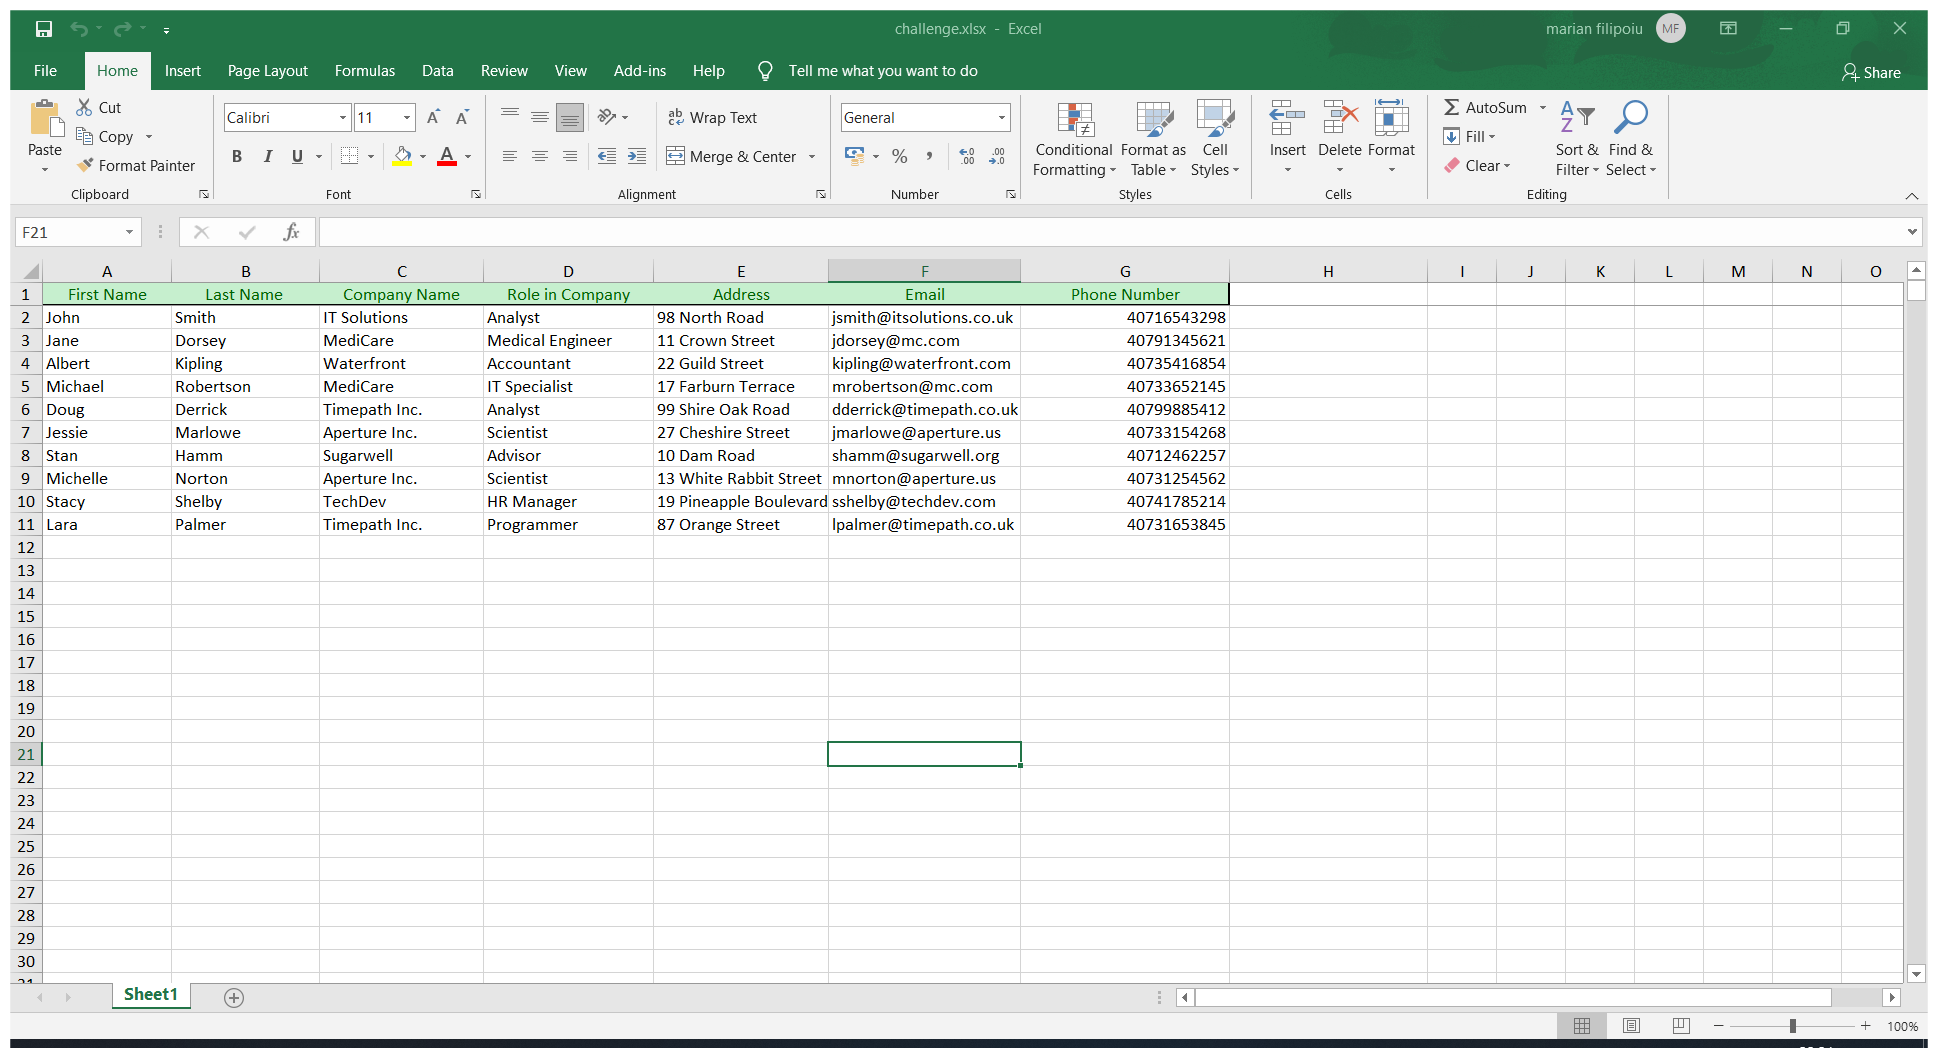 challenge.xlsx - Excel
marian filipoiu MF
File Home Insert Page Layout Formulas Data Review View Add-ins Help Tell me what you want to do Share
Paste
Cut
Copy
Format Painter
Clipboard
Calibri 11 A A
B I U A
Font
ab Wrap Text
Merge & Center
Alignment
General
% ,
Number
Conditional Formatting
Format as Table
Cell Styles
Styles
Insert Delete Format
Cells
AutoSum
Fill
Clear
Sort & Filter
Find & Select
Editing
F21 fx
A B C D E F G H I J K L M N O
1 First Name Last Name Company Name Role in Company Address Email Phone Number
2 John Smith IT Solutions Analyst 98 North Road jsmith@itsolutions.co.uk 40716543298
3 Jane Dorsey MediCare Medical Engineer 11 Crown Street jdorsey@mc.com 40791345621
4 Albert Kipling Waterfront Accountant 22 Guild Street kipling@waterfront.com 40735416854
5 Michael Robertson MediCare IT Specialist 17 Farburn Terrace mrobertson@mc.com 40733652145
6 Doug Derrick Timepath Inc. Analyst 99 Shire Oak Road dderrick@timepath.co.uk 40799885412
7 Jessie Marlowe Aperture Inc. Scientist 27 Cheshire Street jmarlowe@aperture.us 40733154268
8 Stan Hamm Sugarwell Advisor 10 Dam Road shamm@sugarwell.org 40712462257
9 Michelle Norton Aperture Inc. Scientist 13 White Rabbit Street mnorton@aperture.us 40731254562
10 Stacy Shelby TechDev HR Manager 19 Pineapple Boulevard sshelby@techdev.com 40741785214
11 Lara Palmer Timepath Inc. Programmer 87 Orange Street lpalmer@timepath.co.uk 40731653845
12
13
14
15
16
17
18
19
20
21
22
23
24
25
26
27
28
29
30
Sheet1
100%